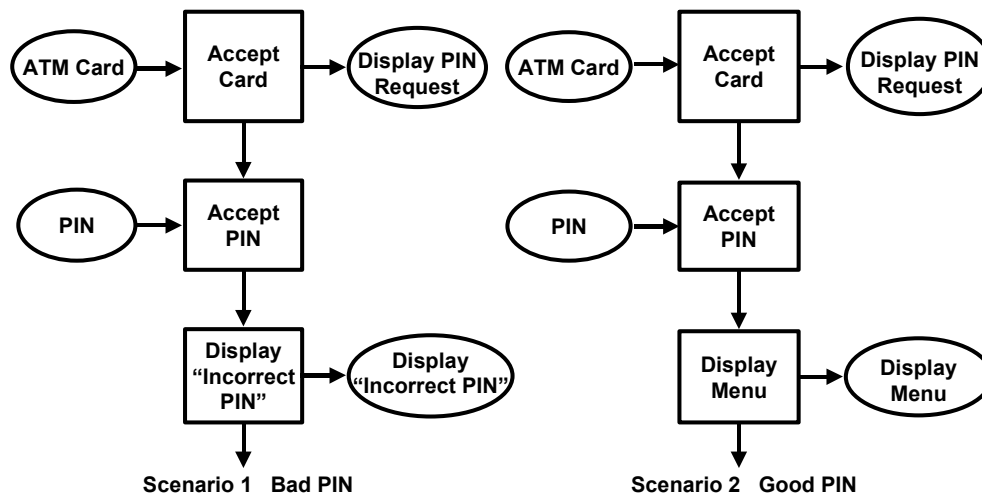 ATM Card
Accept
Card
Display PIN
Request
PIN
Accept
PIN
Display
“Incorrect
PIN”
Display
“Incorrect PIN”
Scenario 1 Bad PIN
ATM Card
Accept
Card
Display PIN
Request
PIN
Accept
PIN
Display
Menu
Display
Menu
Scenario 2 Good PIN